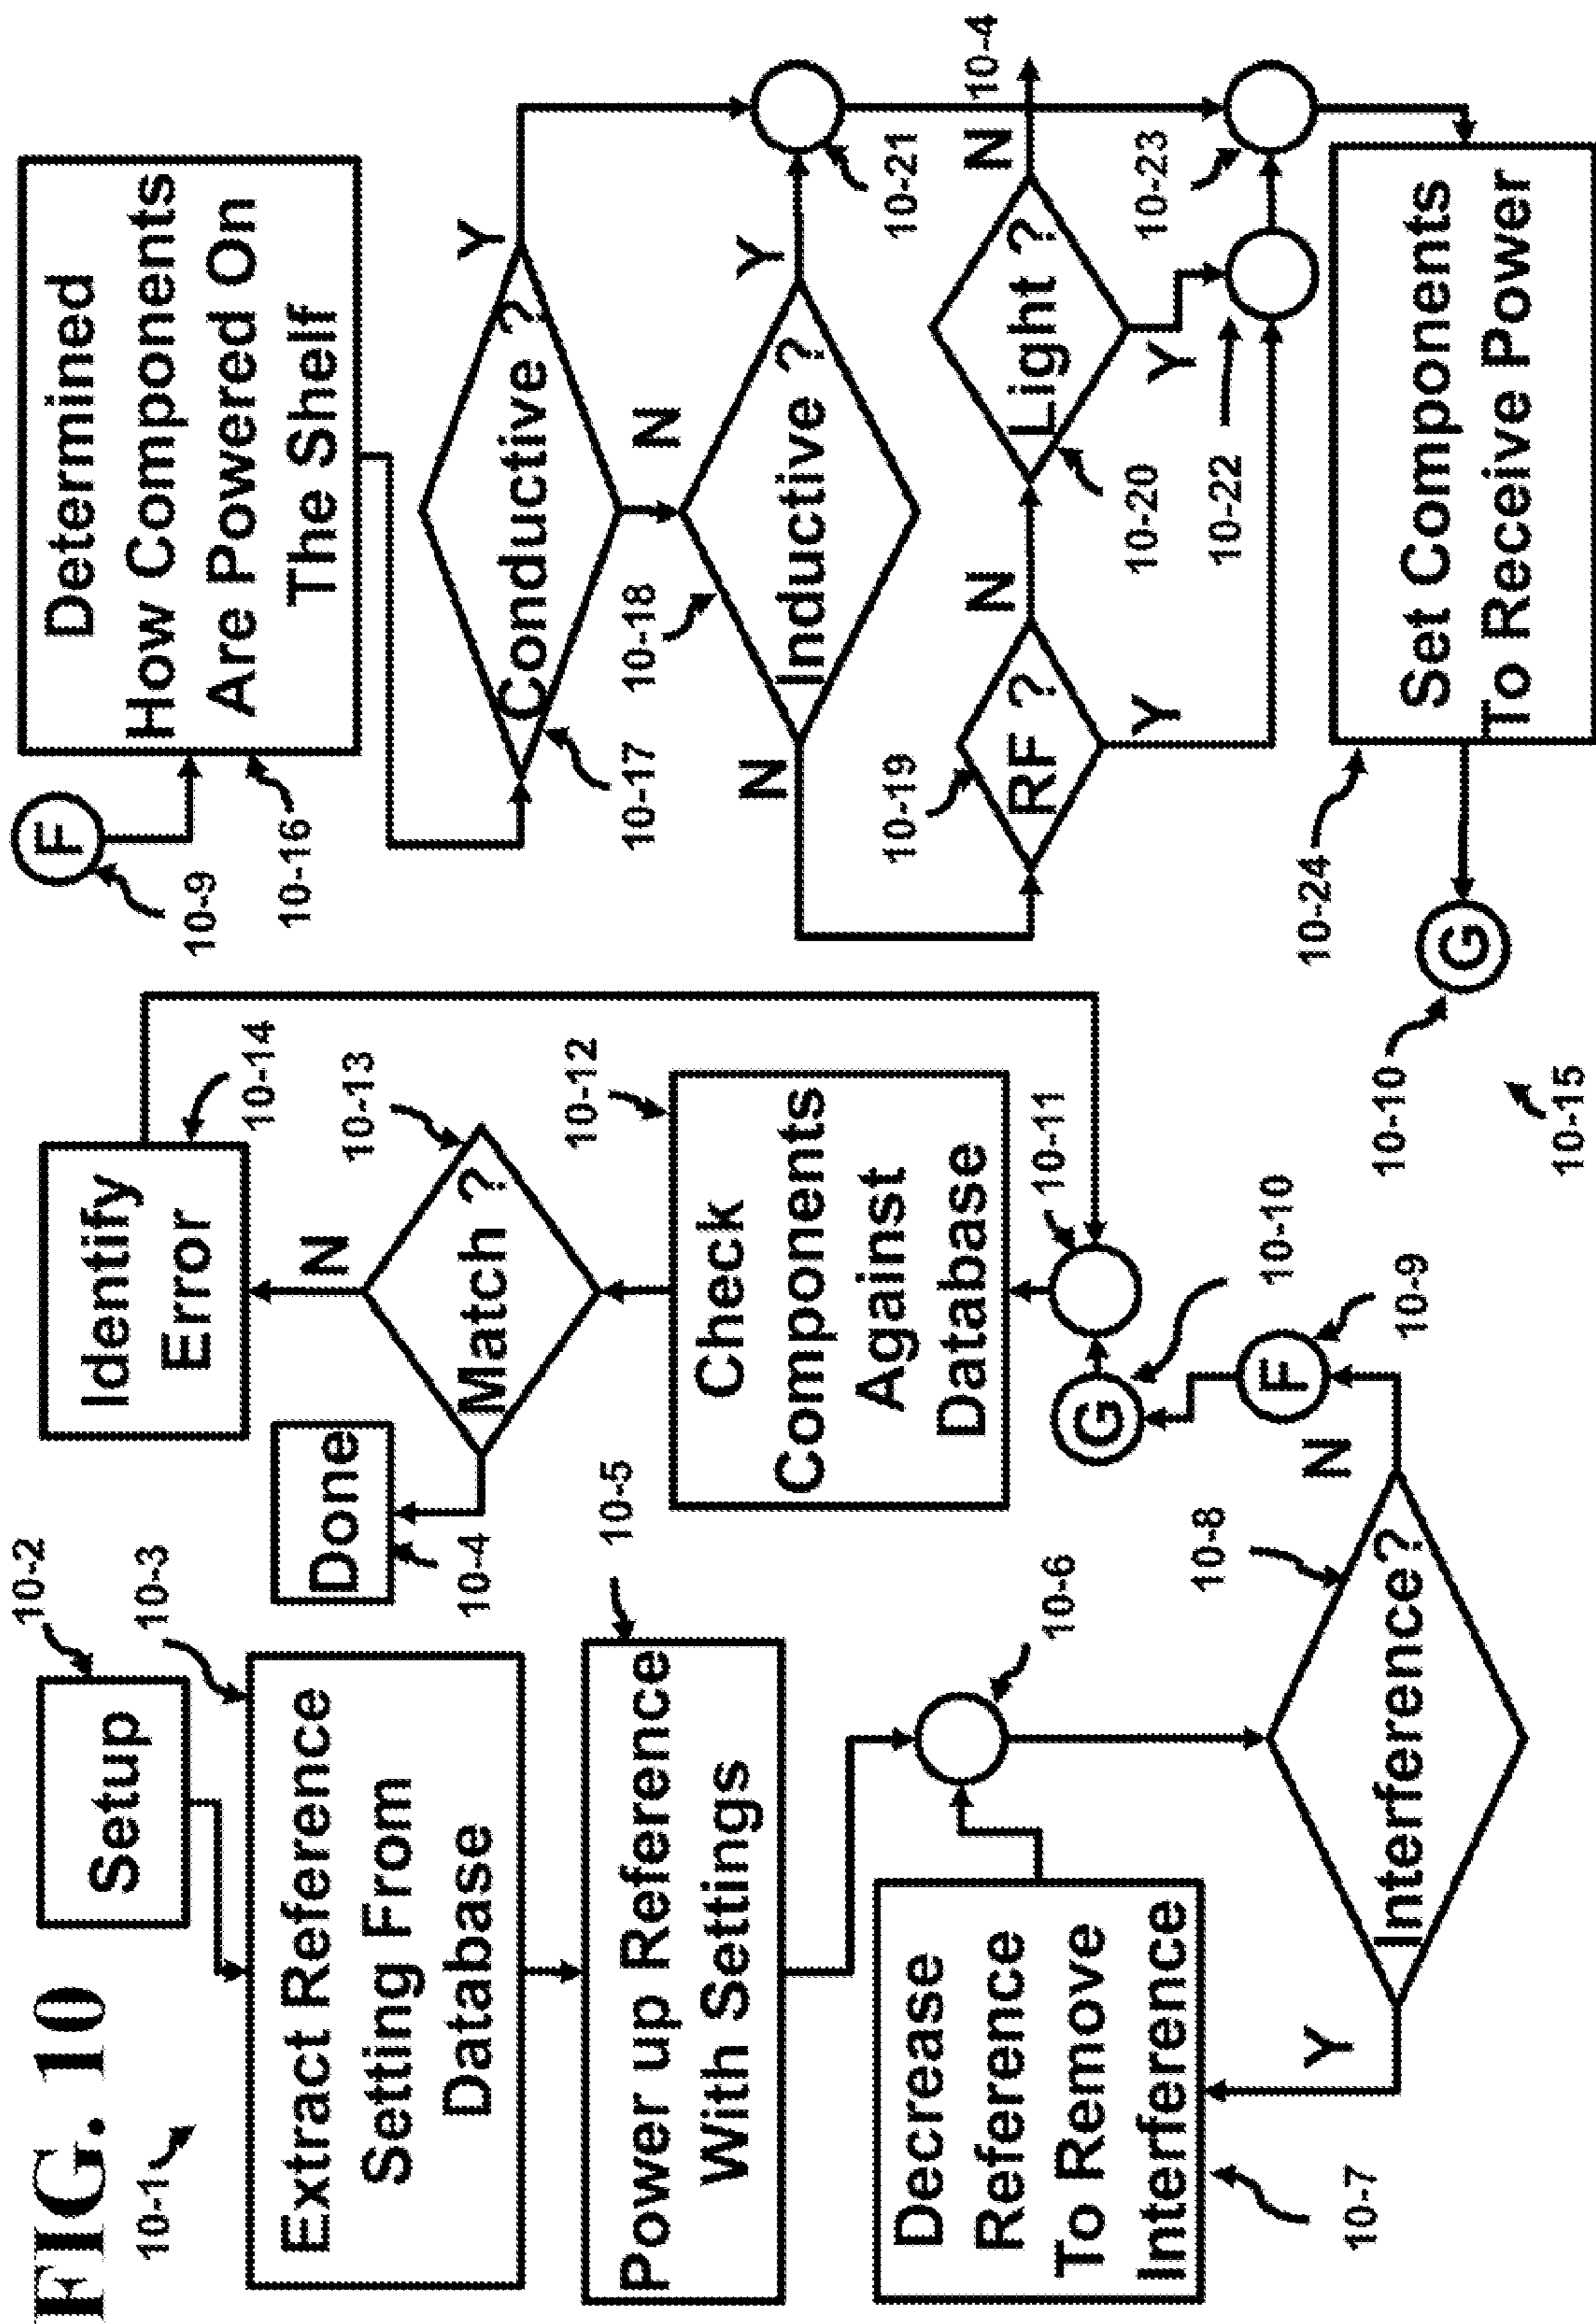 FIG. 10
10-1
Setup
10-2
Extract Reference
Setting From
Database
10-3
Power up Reference
With Settings
10-5
10-6
Decrease
Reference
To Remove
Interference
10-7
Interference?
10-8
Y
N
F
10-9
G
10-10
10-11
Check
Components
Against
Database
10-12
Match ?
10-13
N
Done
10-4
Identify
Error
10-14
F
10-9
Determined
How Components
Are Powered On
The Shelf
10-16
Conductive ?
10-17
Y
N
Inductive ?
10-18
Y
N
10-21
RF ?
10-19
N
Y
Light ?
10-20
N
10-4
Y
10-22
10-23
Set Components
To Receive Power
10-24
G
10-10
10-15